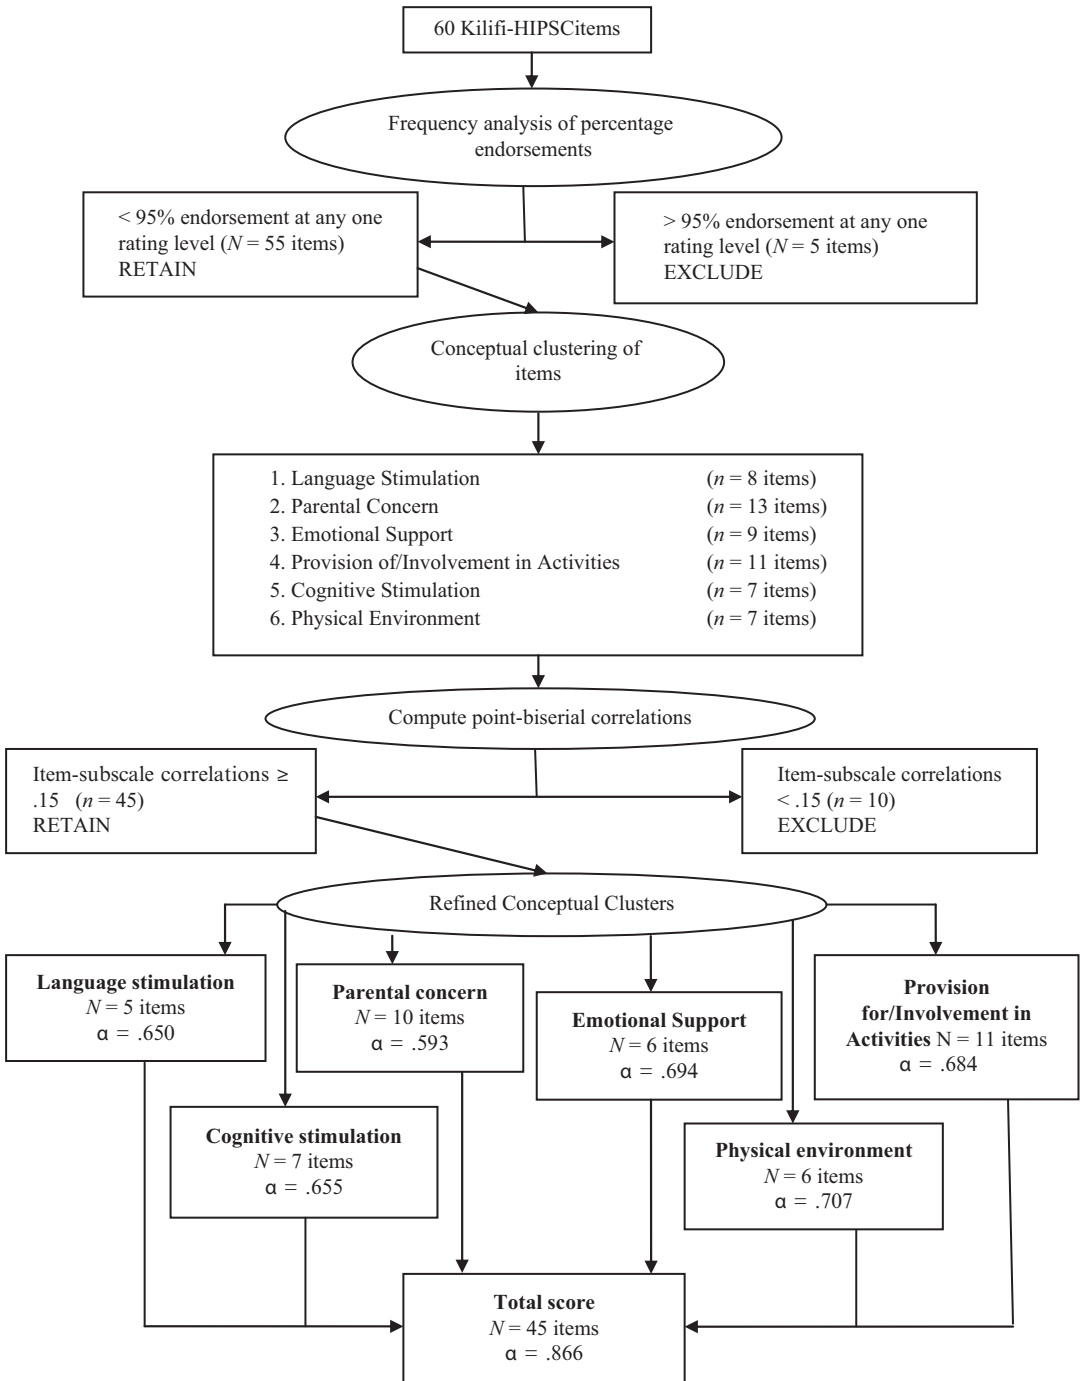 60 Kilifi-HIPSCitems
Frequency analysis of percentage
endorsements
< 95% endorsement at any one
rating level (N = 55 items)
RETAIN
> 95% endorsement at any one
rating level (N = 5 items)
EXCLUDE
Conceptual clustering of
items
1. Language Stimulation (n = 8 items)
2. Parental Concern (n = 13 items)
3. Emotional Support (n = 9 items)
4. Provision of/Involvement in Activities (n = 11 items)
5. Cognitive Stimulation (n = 7 items)
6. Physical Environment (n = 7 items)
Compute point-biserial correlations
Item-subscale correlations ≥
.15 (n = 45)
RETAIN
Item-subscale correlations
< .15 (n = 10)
EXCLUDE
Refined Conceptual Clusters
Language stimulation
N = 5 items
α = .650
Parental concern
N = 10 items
α = .593
Emotional Support
N = 6 items
α = .694
Provision
for/Involvement in
Activities N = 11 items
α = .684
Cognitive stimulation
N = 7 items
α = .655
Physical environment
N = 6 items
α = .707
Total score
N = 45 items
α = .866